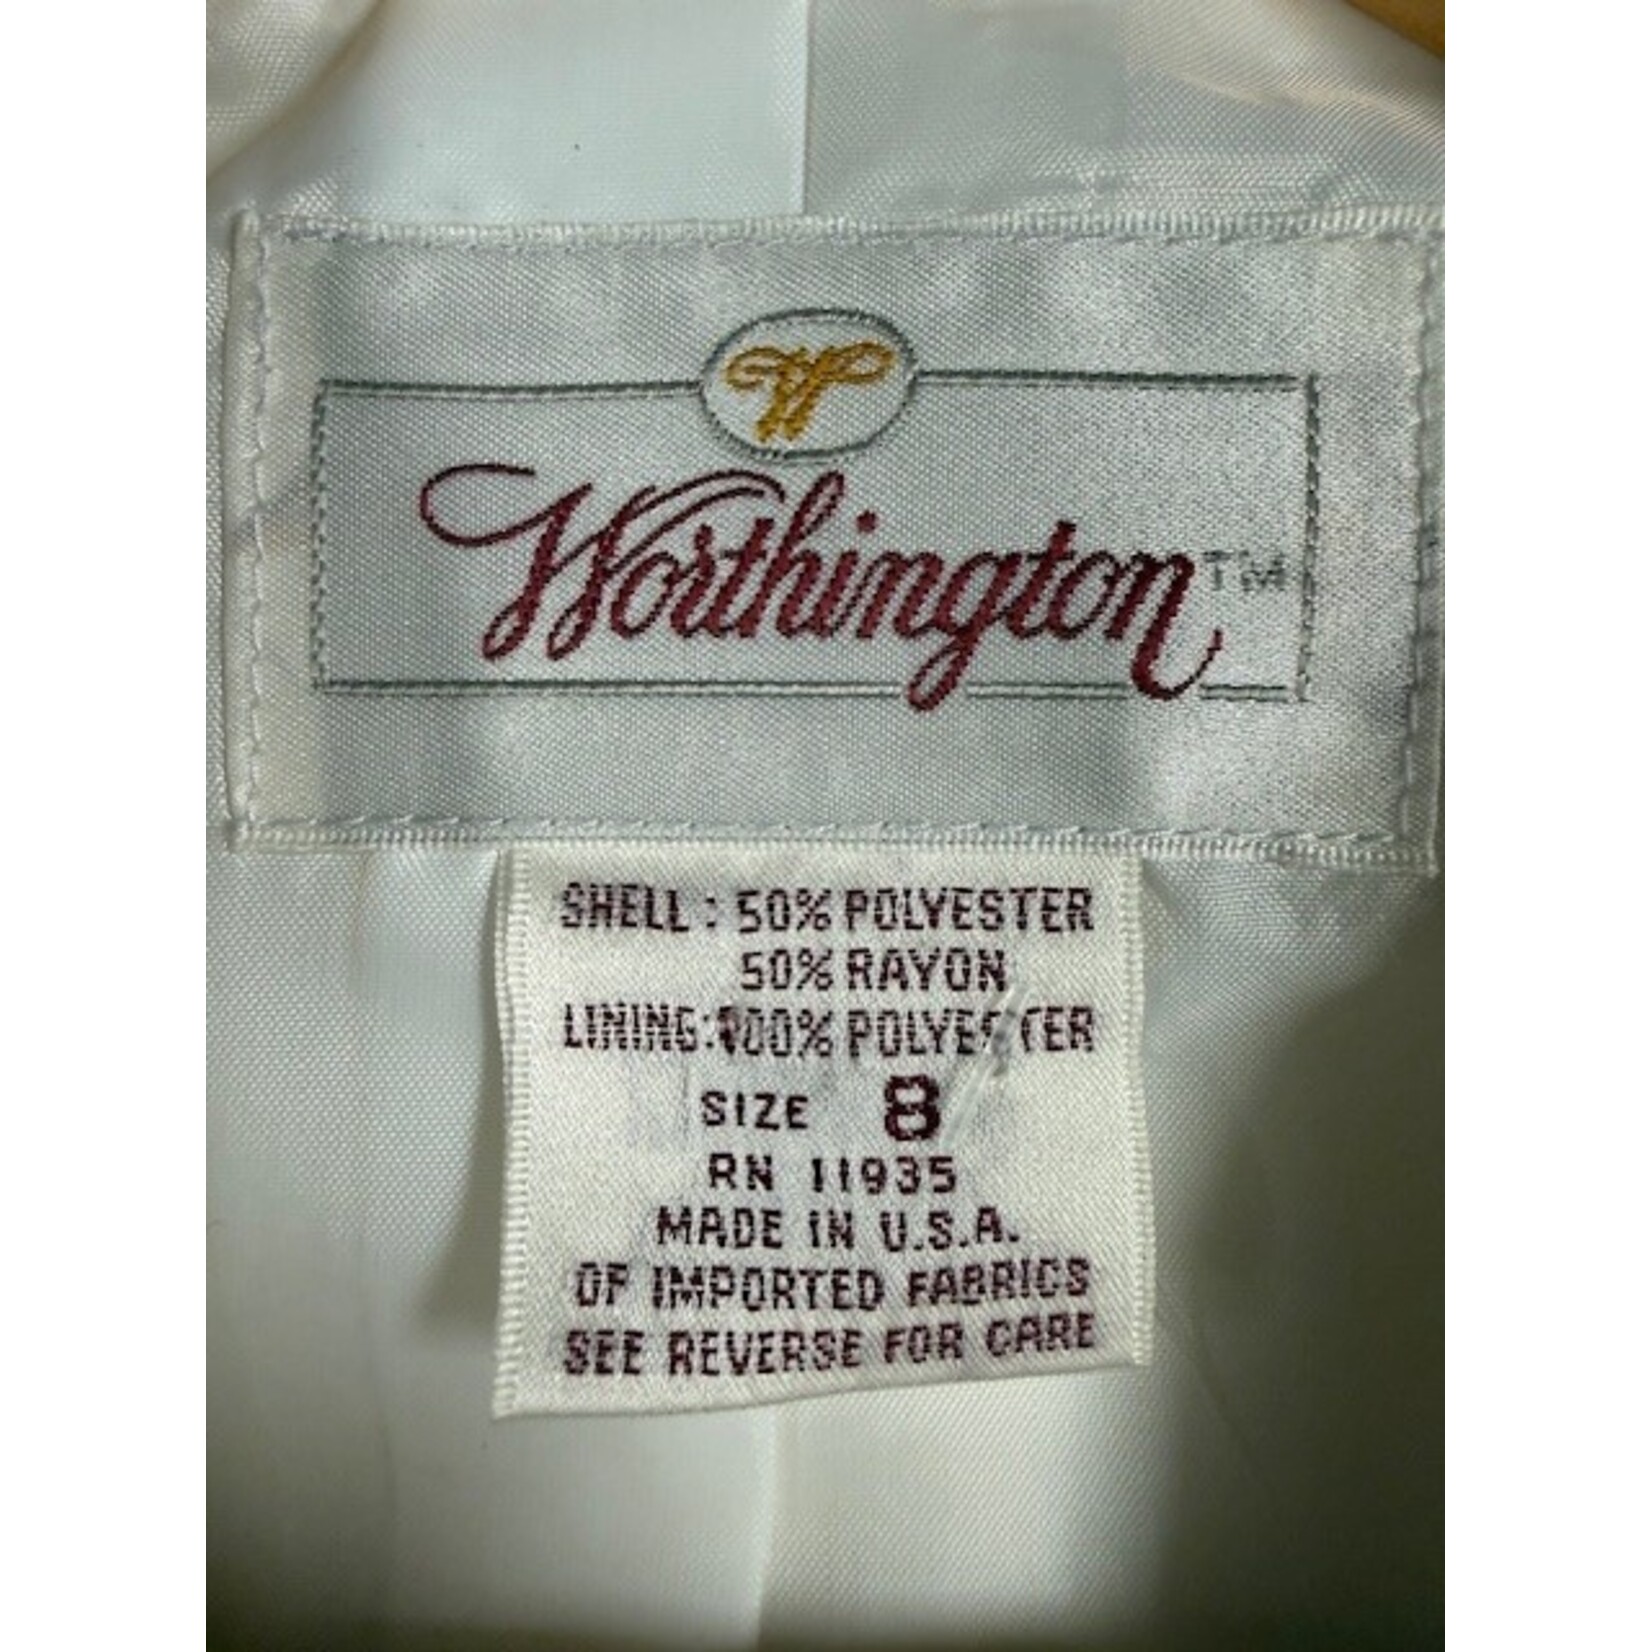 W
Worthington™
SHELL: 50% POLYESTER
50% RAYON
LINING: 100% POLYESTER
SIZE 8
RN 11935
MADE IN U.S.A.
OF IMPORTED FABRICS
SEE REVERSE FOR CARE